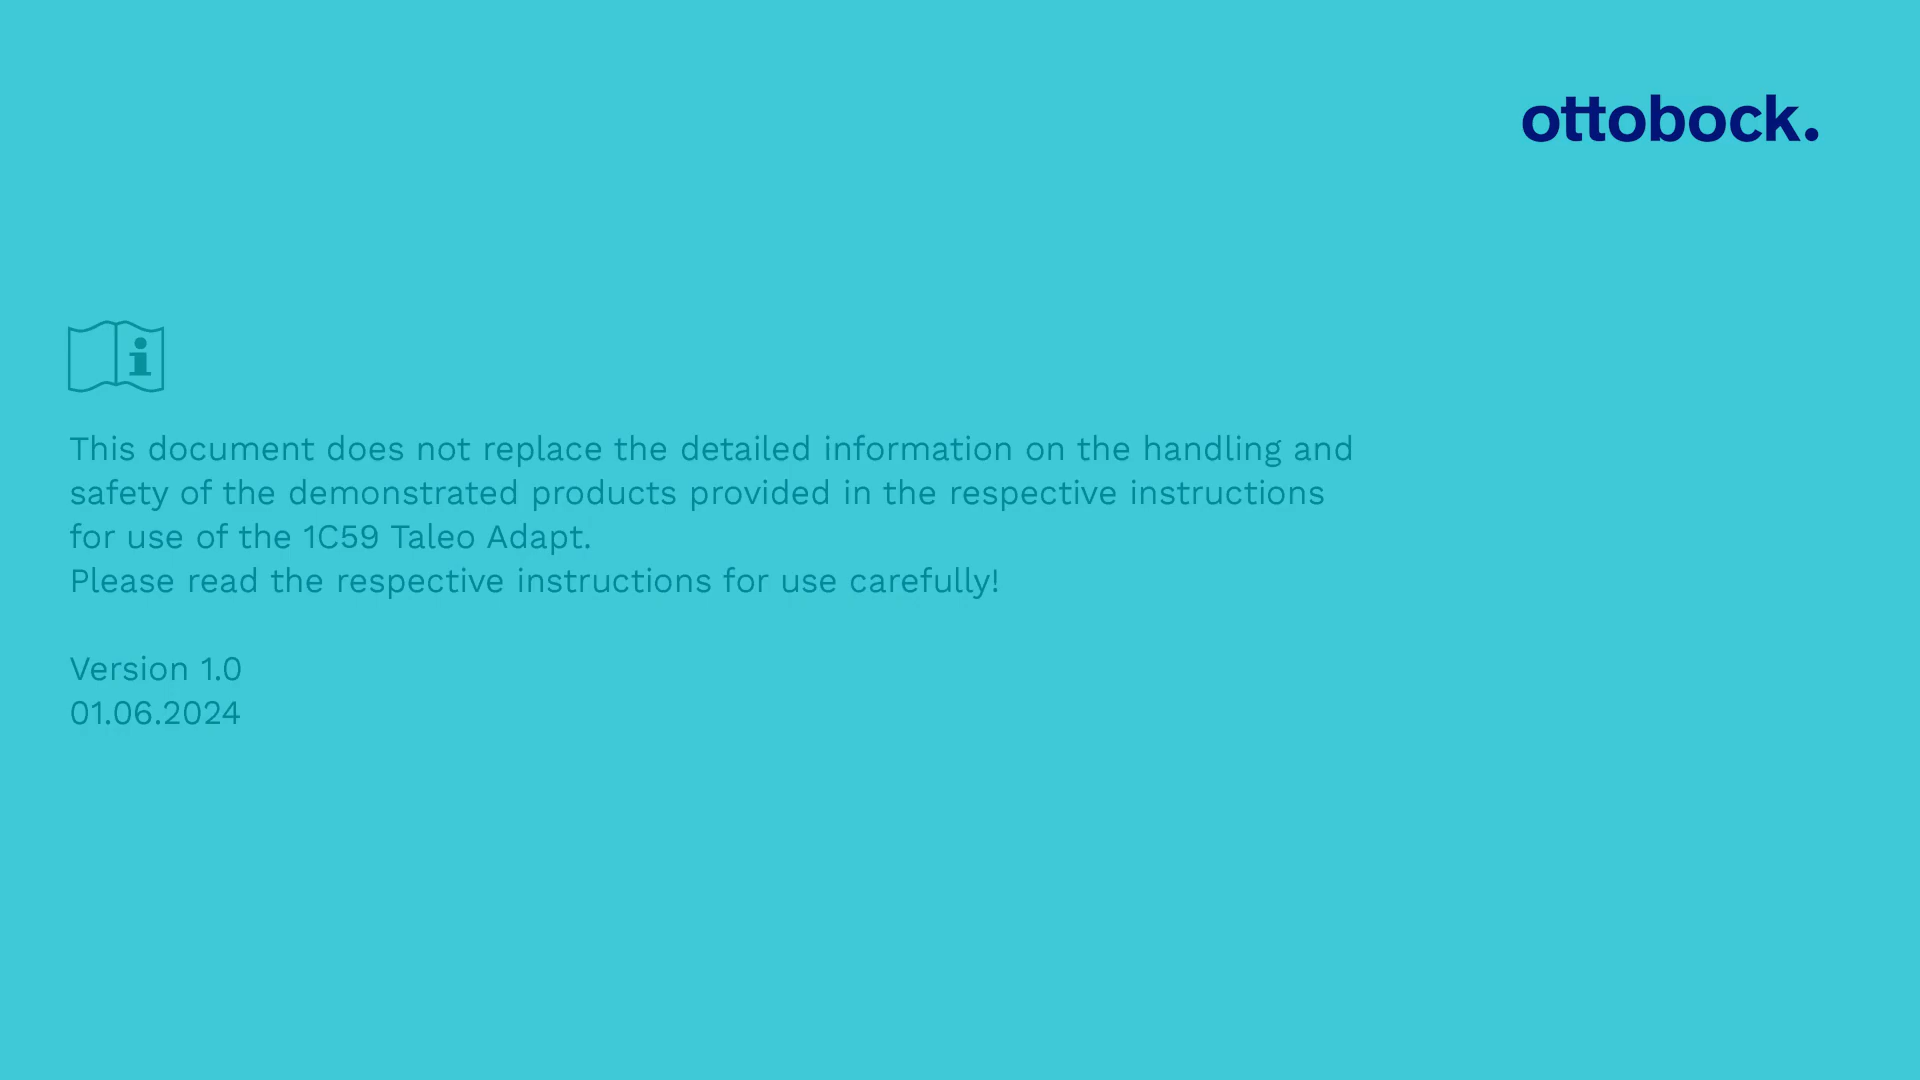 ottobock.
i
This document does not replace the detailed information on the handling and
safety of the demonstrated products provided in the respective instructions
for use of the 1C59 Taleo Adapt.
Please read the respective instructions for use carefully!
Version 1.0
01.06.2024